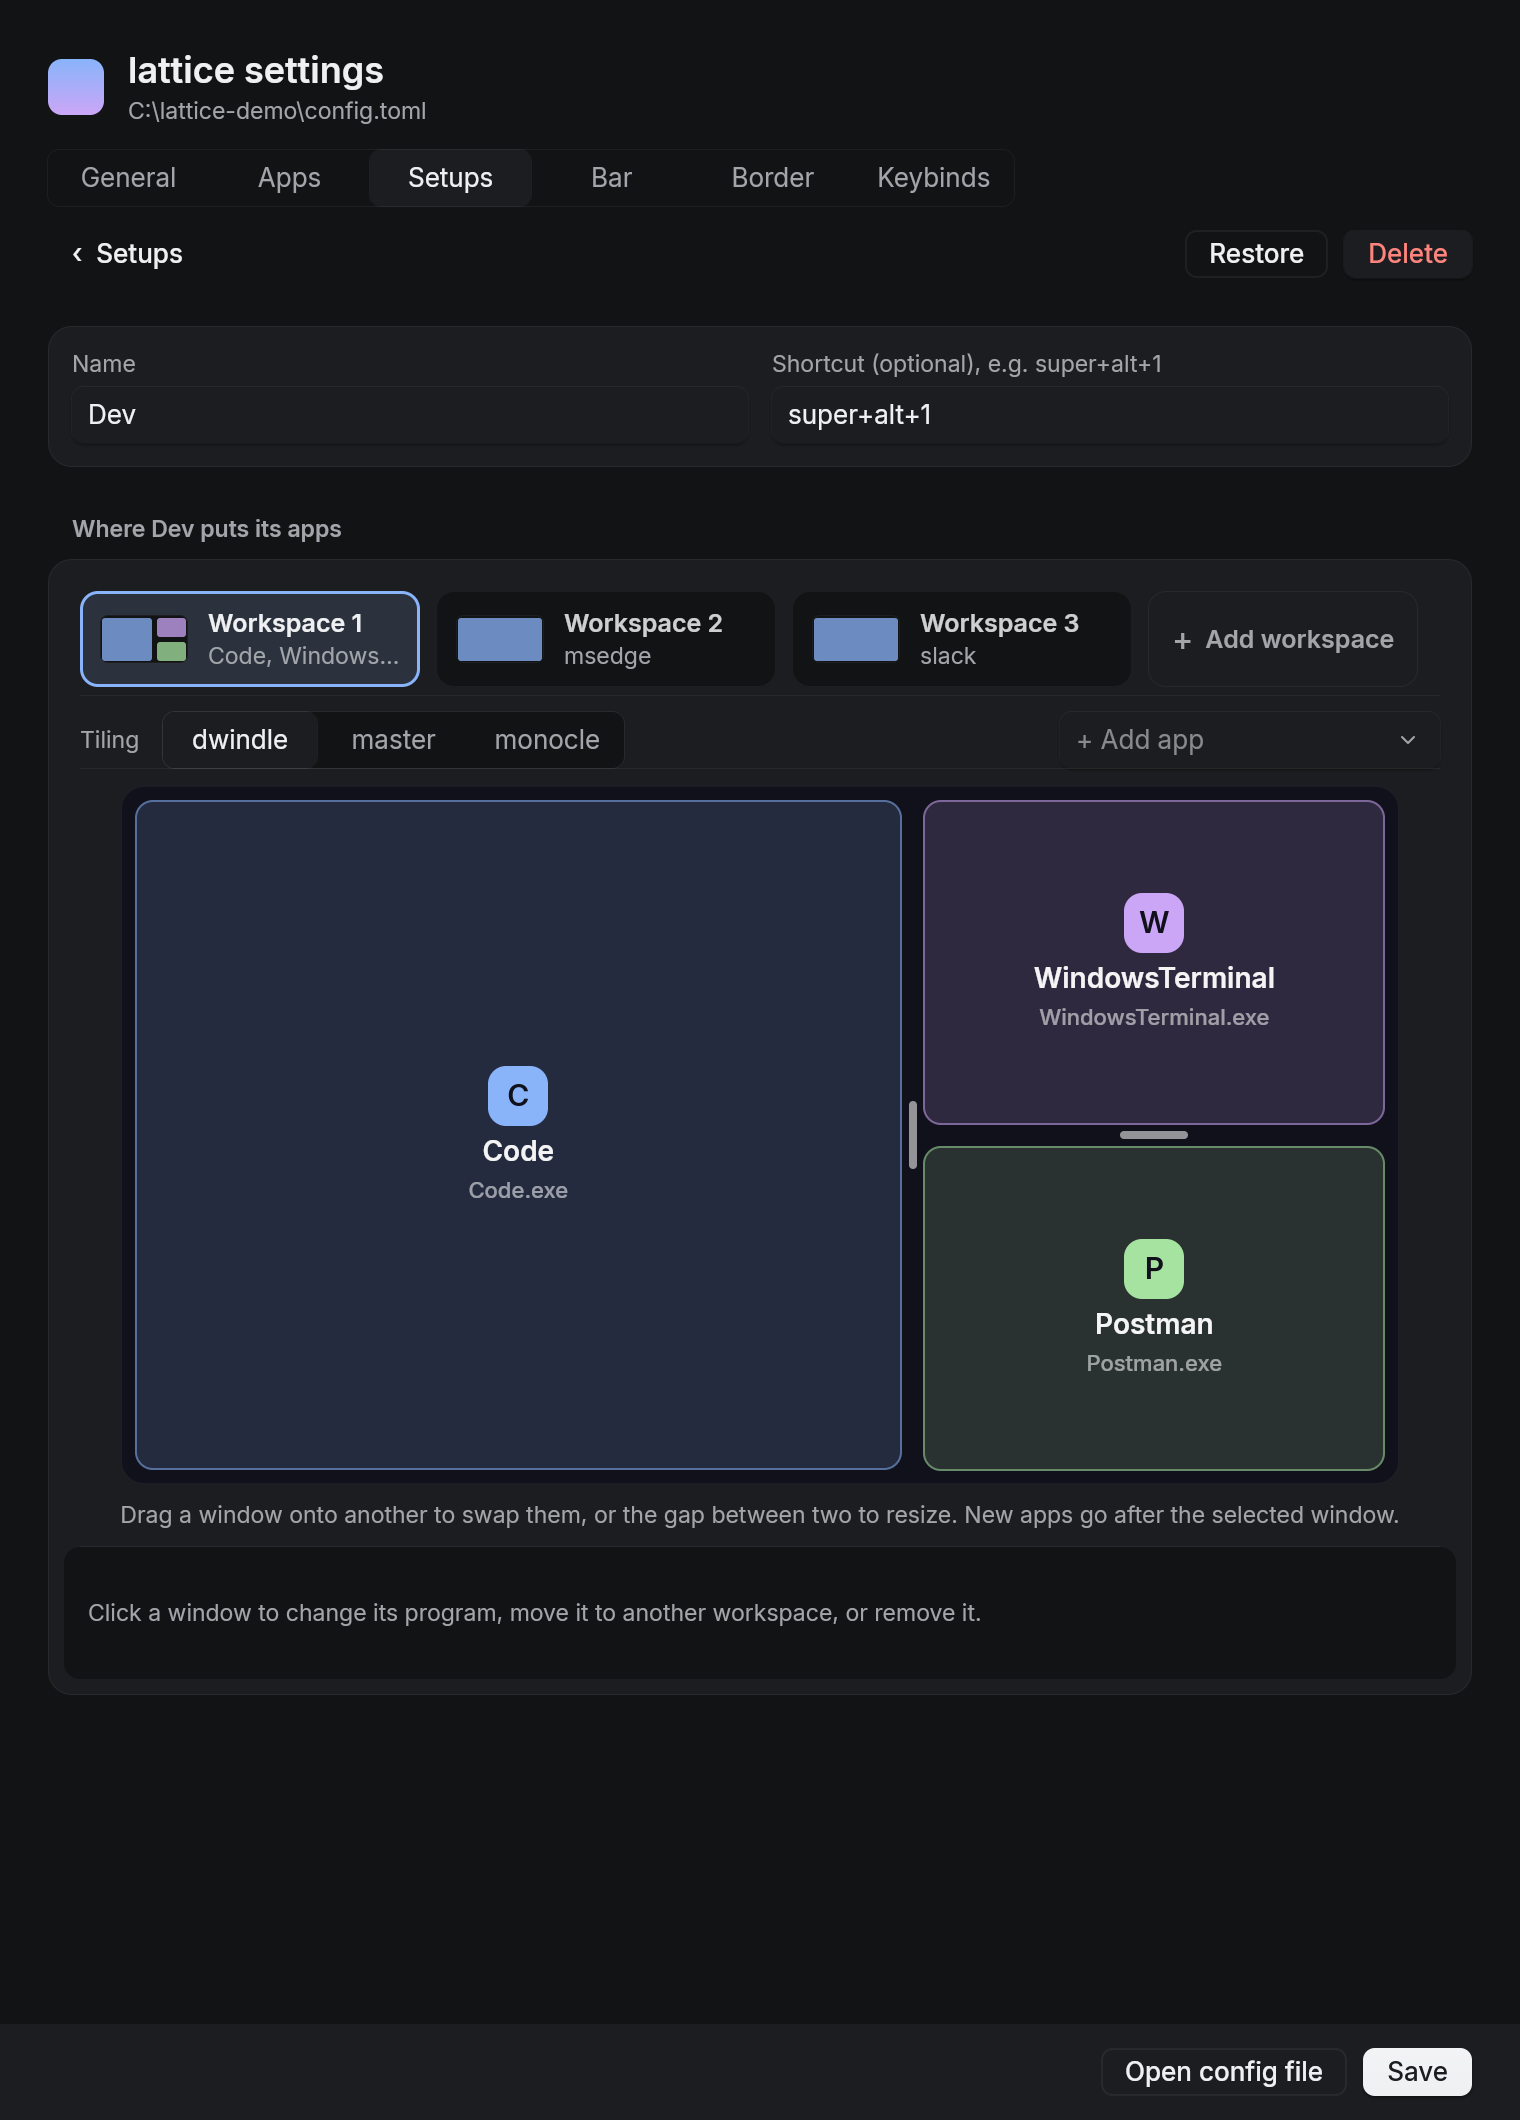 lattice settings
C:\lattice-demo\config.toml
General Apps Setups Bar Border Keybinds
‹ Setups Restore Delete
Name Shortcut (optional), e.g. super+alt+1
Dev super+alt+1
Where Dev puts its apps
Workspace 1 Workspace 2 Workspace 3 + Add workspace
Code, Windows... msedge slack
Tiling dwindle master monocle + Add app
W
WindowsTerminal
WindowsTerminal.exe
C
Code
Code.exe
P
Postman
Postman.exe
Drag a window onto another to swap them, or the gap between two to resize. New apps go after the selected window.
Click a window to change its program, move it to another workspace, or remove it.
Open config file Save